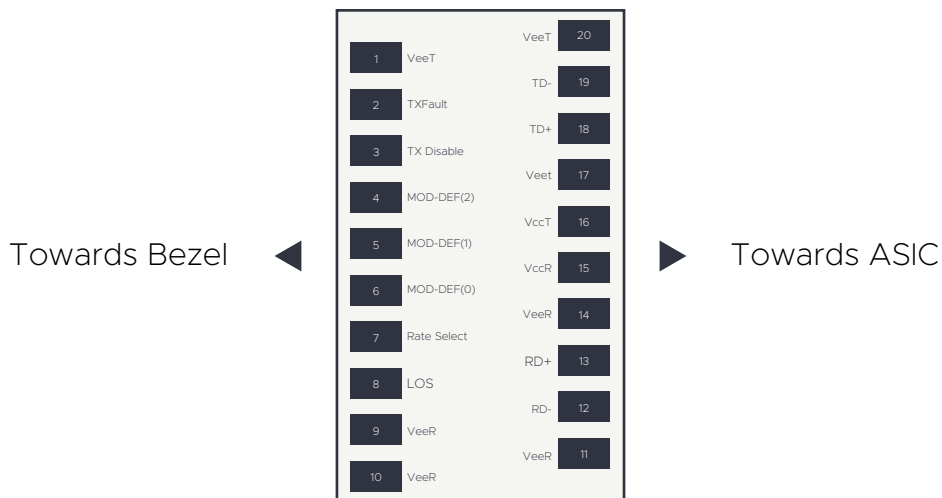 20 VeeT
1 VeeT
19 TD-
2 TXFault
18 TD+
3 TX Disable
17 Veet
4 MOD-DEF(2)
16 VccT
5 MOD-DEF(1)
Towards Bezel
Towards ASIC
15 VccR
6 MOD-DEF(0)
14 VeeR
7 Rate Select
13 RD+
8 LOS
12 RD-
9 VeeR
11 VeeR
10 VeeR